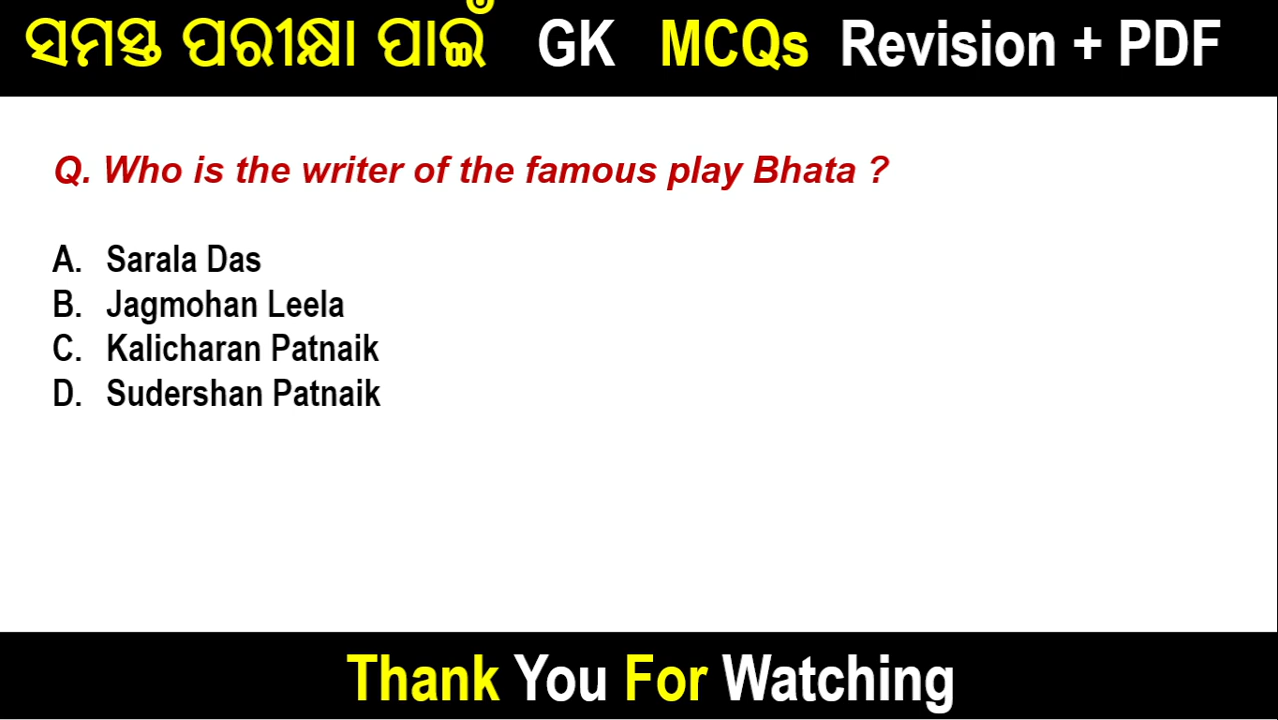 ସମସ୍ତ ପରୀକ୍ଷା ପାଇଁ GK MCQs Revision + PDF
Q. Who is the writer of the famous play Bhata ?
A. Sarala Das
B. Jagmohan Leela
C. Kalicharan Patnaik
D. Sudershan Patnaik
Thank You For Watching